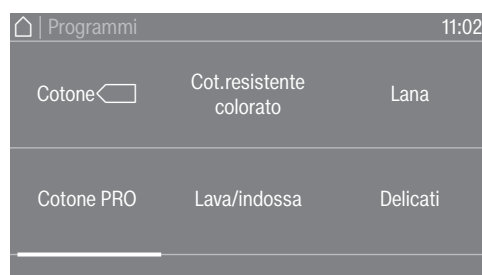 Programmi
11:02
Cotone
Cot.resistente
colorato
Lana
Cotone PRO
Lava/indossa
Delicati